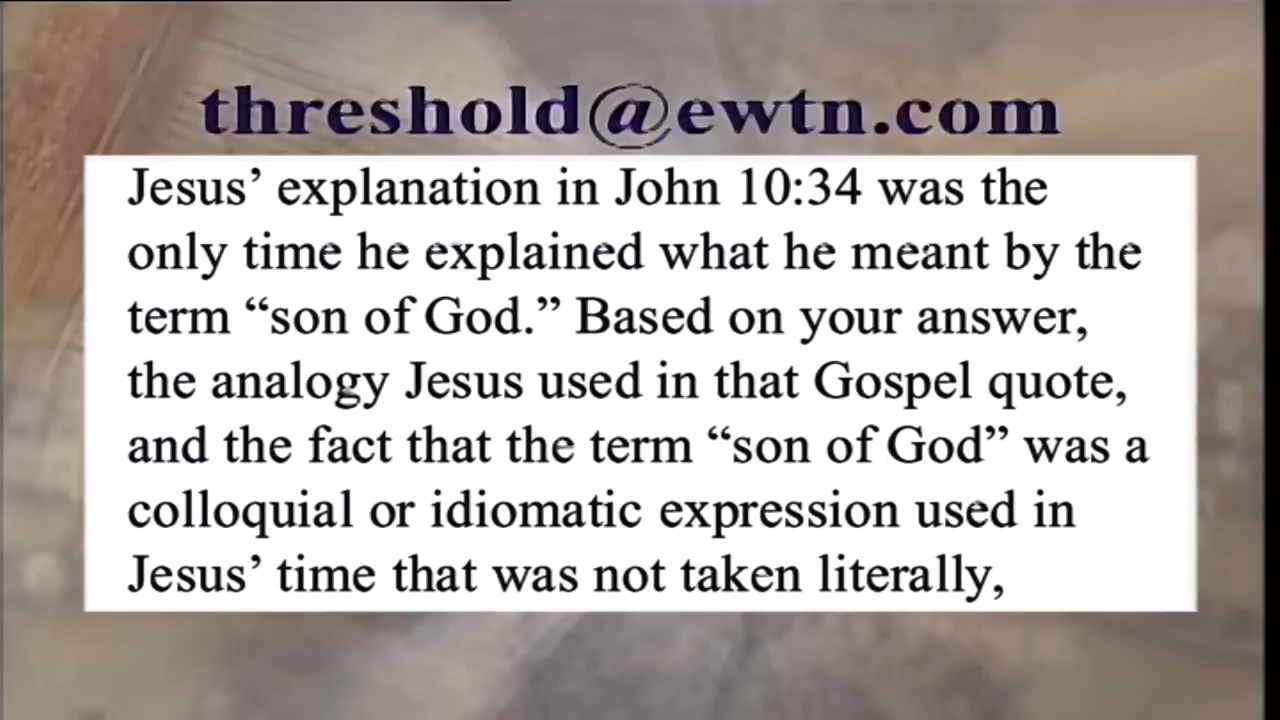 threshold@ewtn.com
Jesus’ explanation in John 10:34 was the
only time he explained what he meant by the
term “son of God.” Based on your answer,
the analogy Jesus used in that Gospel quote,
and the fact that the term “son of God” was a
colloquial or idiomatic expression used in
Jesus’ time that was not taken literally,